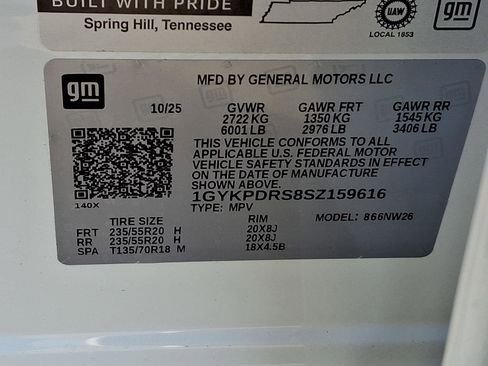 BUILT WITH PRIDE
Spring Hill, Tennessee
UAW
LOCAL 1853
gm
gm
MFD BY GENERAL MOTORS LLC
10/25 GVWR GAWR FRT GAWR RR
2722 KG 1350 KG 1545 KG
6001 LB 2976 LB 3406 LB
THIS VEHICLE CONFORMS TO ALL
APPLICABLE U.S. FEDERAL MOTOR
VEHICLE SAFETY STANDARDS IN EFFECT
ON THE DATE OF MANUFACTURE
SHOWN ABOVE.
1GYKPDRS8SZ159616
140X TYPE: MPV
TIRE SIZE RIM 866NW26
FRT 235/55R20 H 20X8J
RR 235/55R20 H 20X8J
SPA T135/70R18 M 18X4.5B